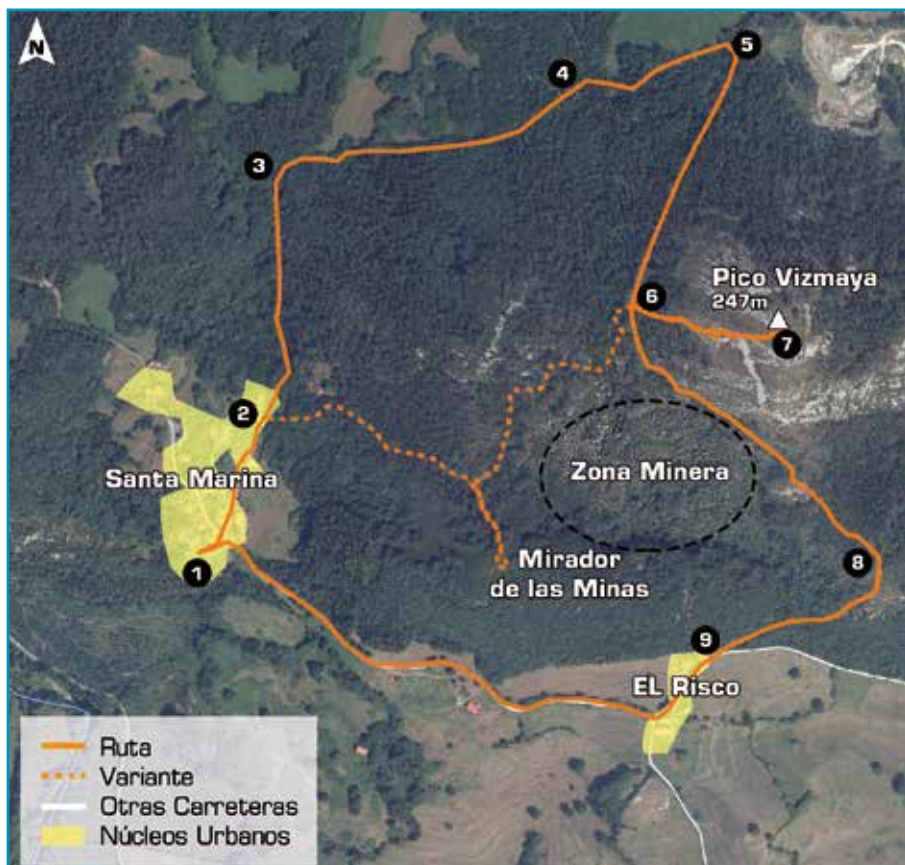 N
5
4
3
Pico Vizmaya
247m
6
7
2
Santa Marina
Zona Minera
1
Mirador
de las Minas
8
9
EL Risco
Ruta
Variante
Otras Carreteras
Núcleos Urbanos